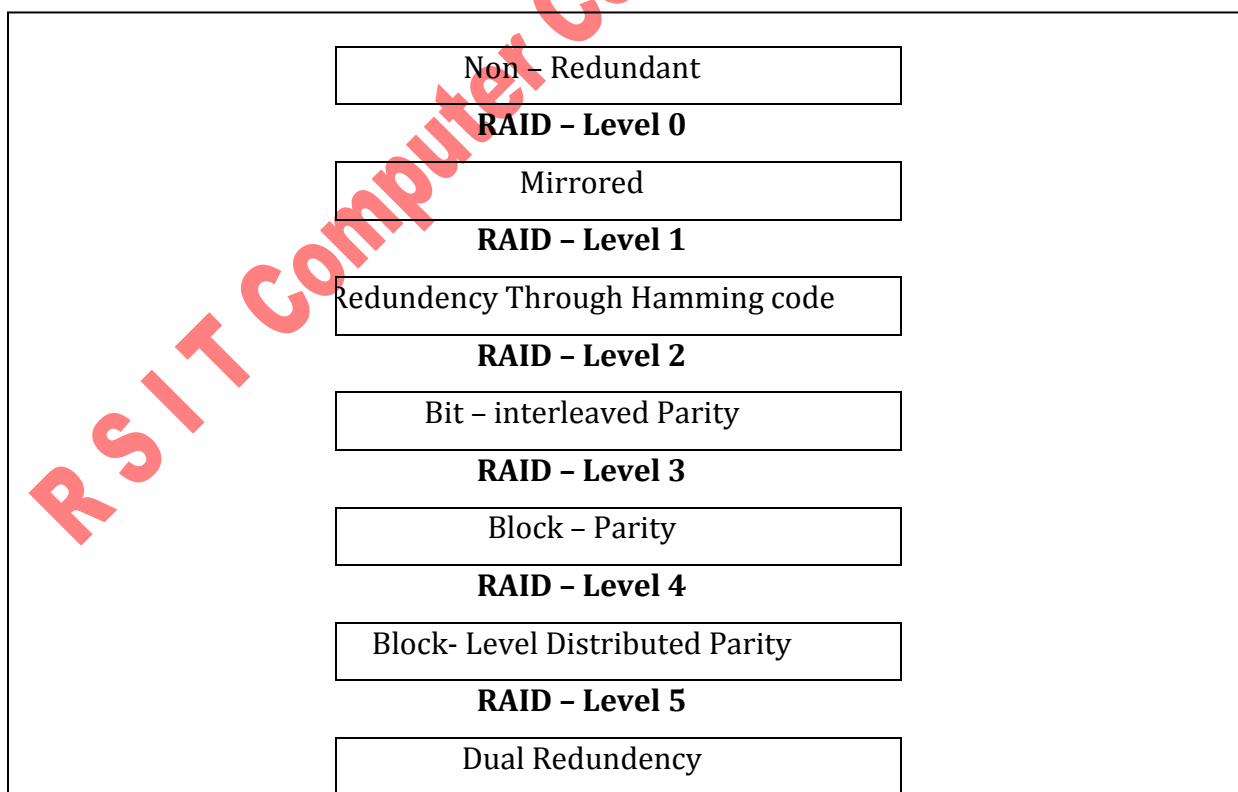 Non – Redundant
RAID – Level 0
Mirrored
RAID – Level 1
Redundency Through Hamming code
RAID – Level 2
Bit – interleaved Parity
RAID – Level 3
Block – Parity
RAID – Level 4
Block- Level Distributed Parity
RAID – Level 5
Dual Redundency
R S I T Computer